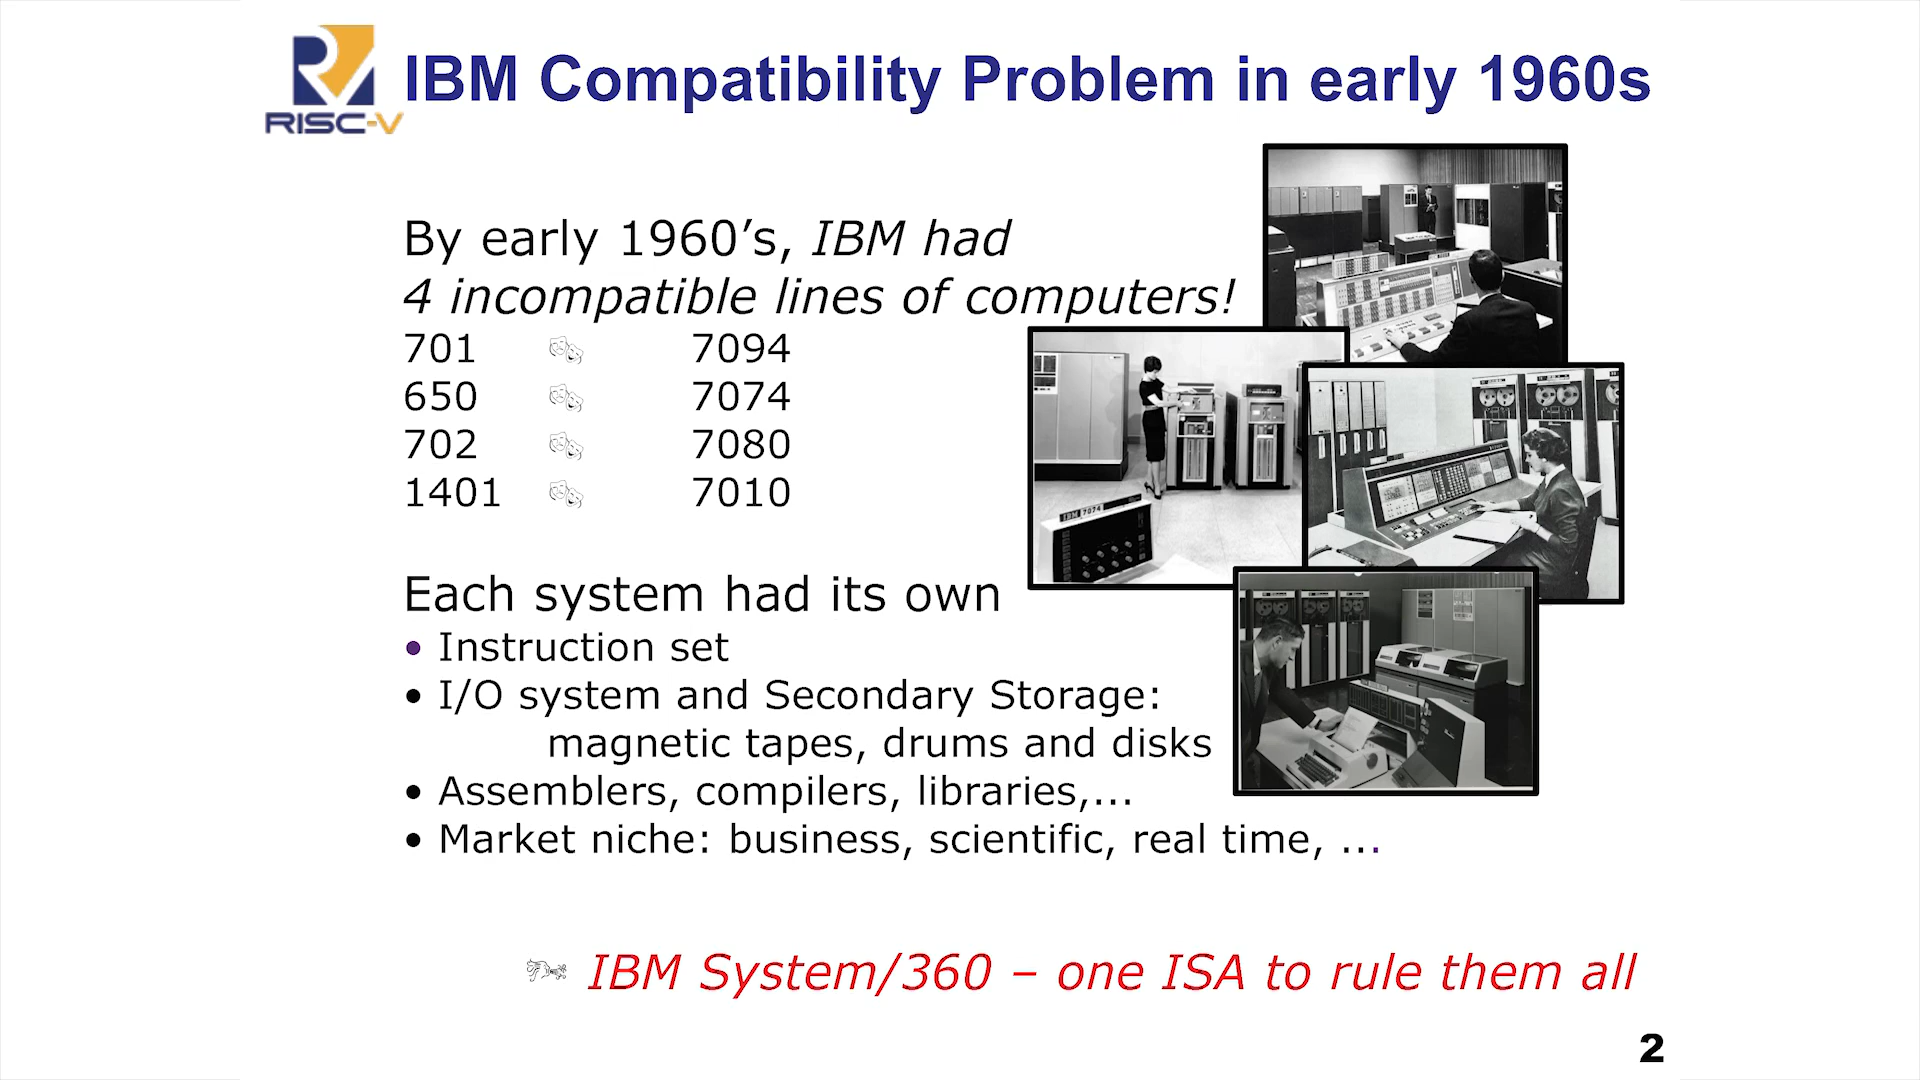 RISC-V
IBM Compatibility Problem in early 1960s
By early 1960’s, IBM had
4 incompatible lines of computers!
701 7094
650 7074
702 7080
1401 7010
IBM 7074
Each system had its own
• Instruction set
• I/O system and Secondary Storage:
magnetic tapes, drums and disks
• Assemblers, compilers, libraries,...
• Market niche: business, scientific, real time, ...
IBM System/360 – one ISA to rule them all
2